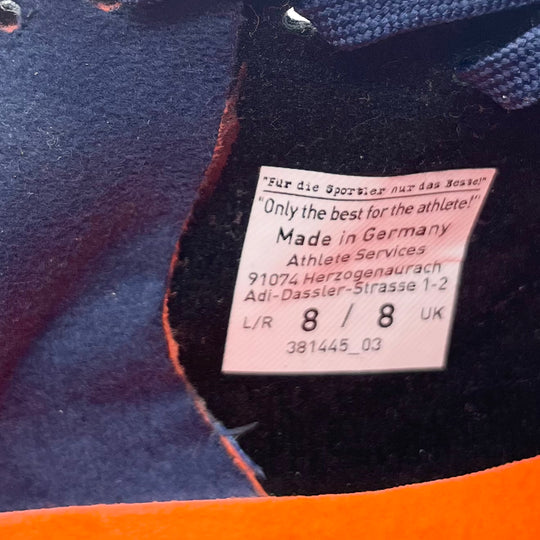 "Für die Sportler nur das Beste!"
"Only the best for the athlete!"
Made in Germany
Athlete Services
91074 Herzogenaurach
Adi-Dassler-Strasse 1-2
L/R 8 / 8 UK
381445_03